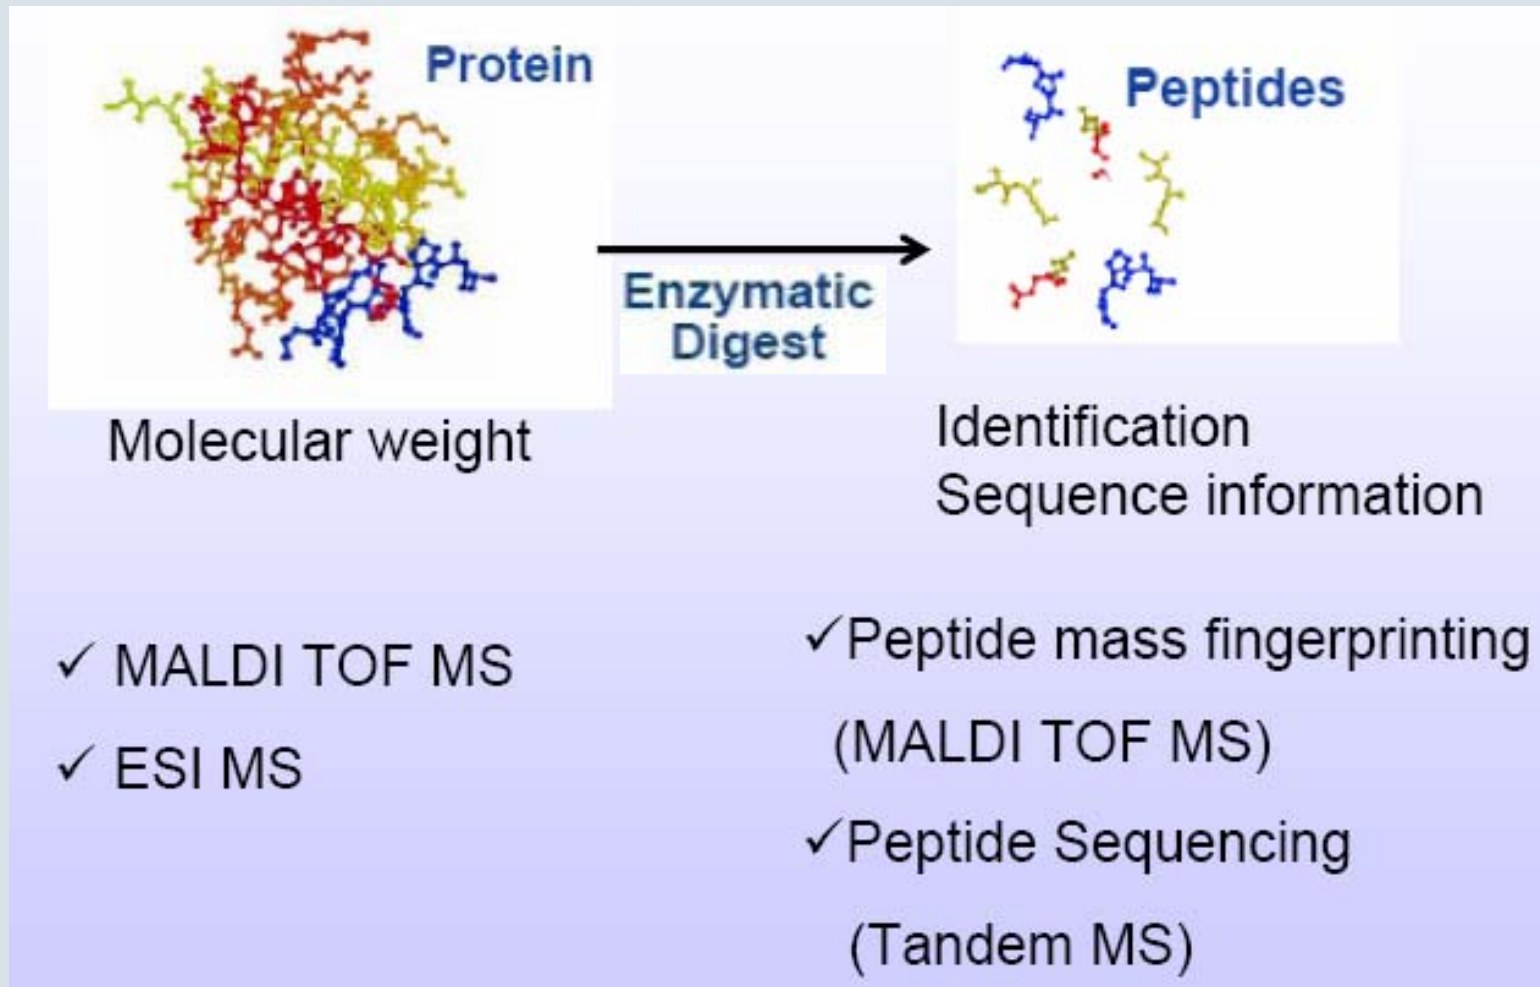 Protein
Peptides
Enzymatic
Digest
Molecular weight
Identification
Sequence information
✓ MALDI TOF MS
✓ ESI MS
✓Peptide mass fingerprinting
(MALDI TOF MS)
✓Peptide Sequencing
(Tandem MS)